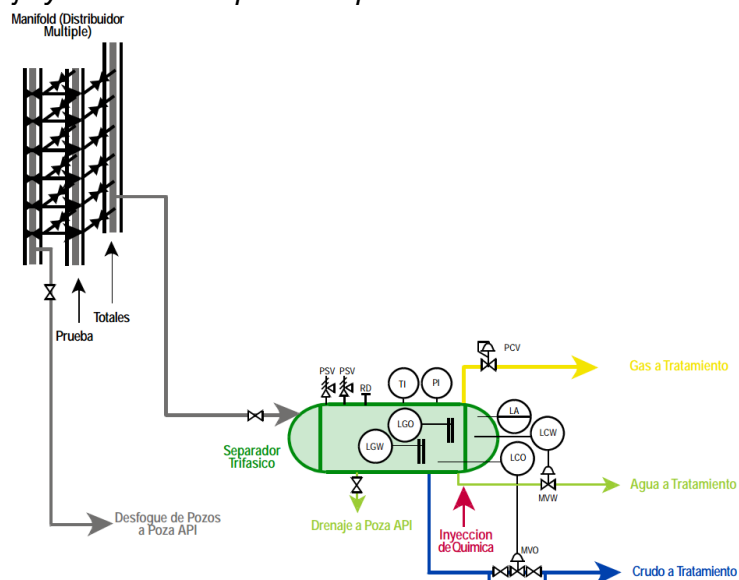 Manifold (Distribuidor
Multiple)
Totales
Prueba
PCV
Gas a Tratamiento
PSV PSV
RD
TI
PI
LA
LGO
LCW
LGW
LCO
Separador
Trifasico
MVW
Agua a Tratamiento
Desfogue de Pozos
a Poza API
Drenaje a Poza API
Inyeccion
de Quimica
MVO
Crudo a Tratamiento